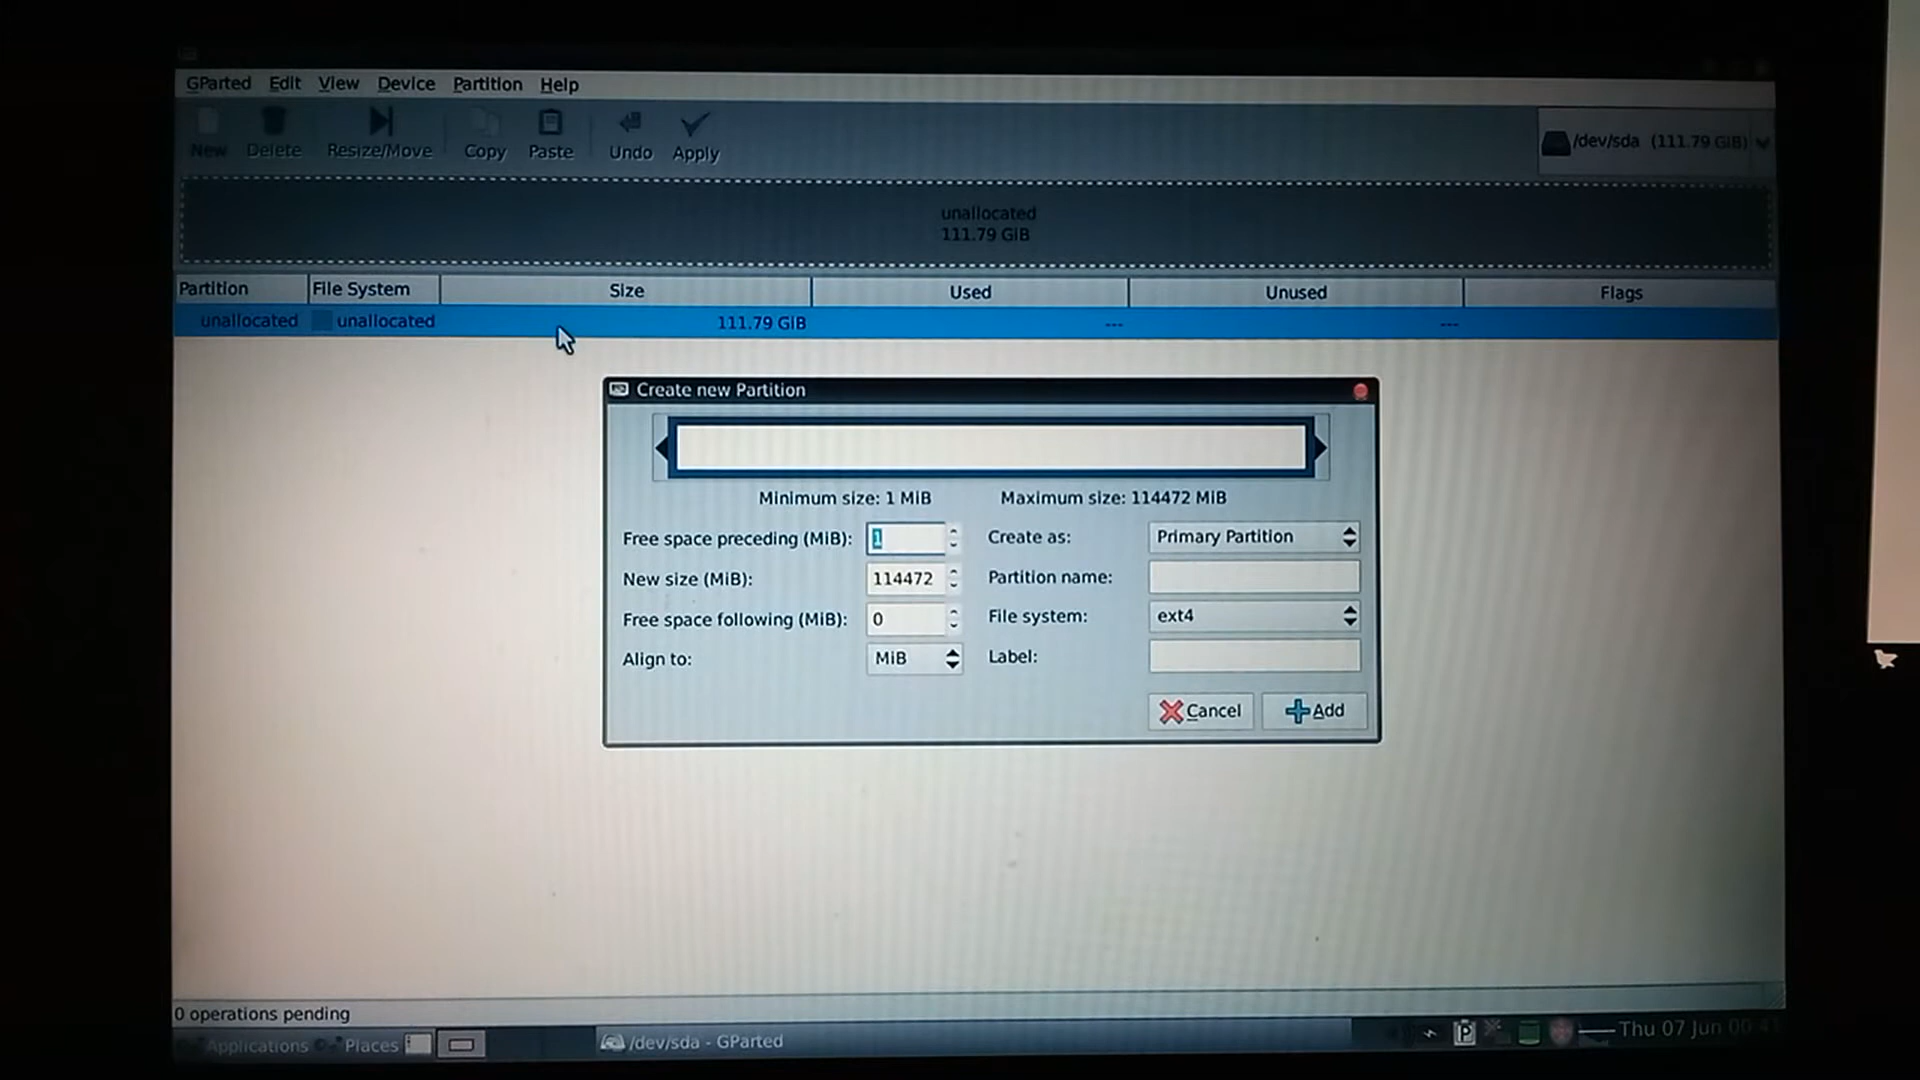 GParted Edit View Device Partition Help
New Delete Resize/Move Copy Paste Undo Apply
/dev/sda (111.79 GiB)
unallocated
111.79 GiB
Partition File System Size Used Unused Flags
unallocated unallocated 111.79 GiB --- ---
Create new Partition
Minimum size: 1 MiB Maximum size: 114472 MiB
Free space preceding (MiB): 1 Create as: Primary Partition
New size (MiB): 114472 Partition name:
Free space following (MiB): 0 File system: ext4
Align to: MiB Label:
Cancel Add
0 operations pending
Applications Places /dev/sda - GParted Thu 07 Jun